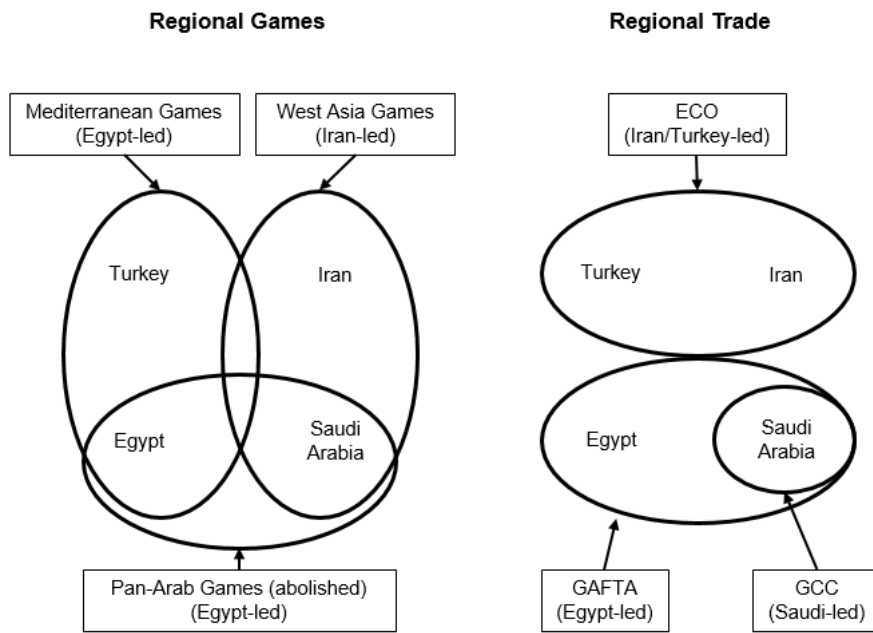 Regional Games
Regional Trade
Mediterranean Games
(Egypt-led)
West Asia Games
(Iran-led)
ECO
(Iran/Turkey-led)
Turkey
Iran
Turkey
Iran
Egypt
Saudi
Arabia
Egypt
Saudi
Arabia
Pan-Arab Games (abolished)
(Egypt-led)
GAFTA
(Egypt-led)
GCC
(Saudi-led)